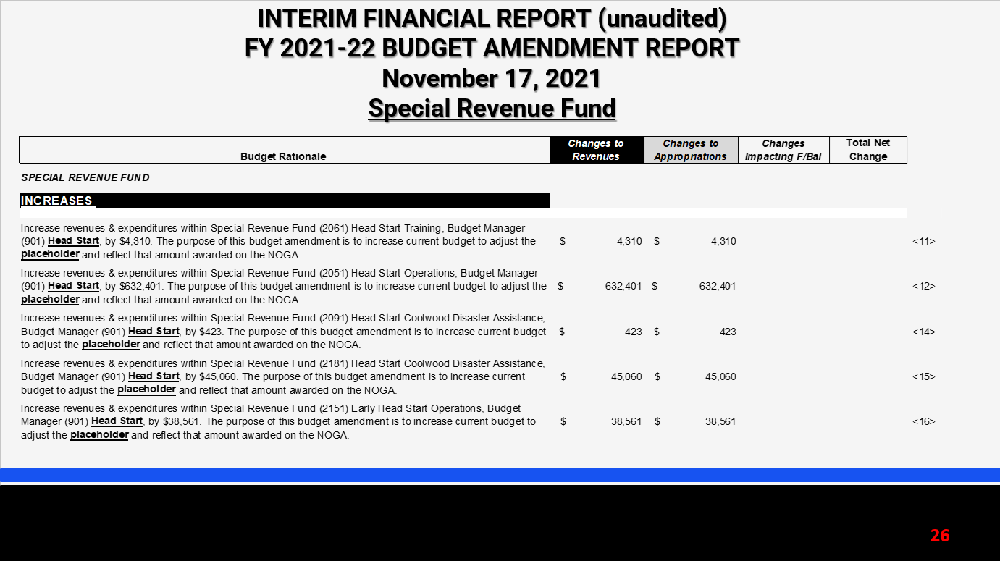 INTERIM FINANCIAL REPORT (unaudited)
FY 2021-22 BUDGET AMENDMENT REPORT
November 17, 2021
Special Revenue Fund
Budget Rationale
Changes to
Revenues
Changes to
Appropriations
Changes
Impacting F/Bal
Total Net
Change
SPECIAL REVENUE FUND
INCREASES
Increase revenues & expenditures within Special Revenue Fund (2061) Head Start Training, Budget Manager
(901) Head Start, by $4,310. The purpose of this budget amendment is to increase current budget to adjust the $ 4,310 $ 4,310 <11>
placeholder and reflect that amount awarded on the NOGA.
Increase revenues & expenditures within Special Revenue Fund (2051) Head Start Operations, Budget Manager
(901) Head Start, by $632,401. The purpose of this budget amendment is to increase current budget to adjust the $ 632,401 $ 632,401 <12>
placeholder and reflect that amount awarded on the NOGA.
Increase revenues & expenditures within Special Revenue Fund (2091) Head Start Coolwood Disaster Assistance,
Budget Manager (901) Head Start, by $423. The purpose of this budget amendment is to increase current budget $ 423 $ 423 <14>
to adjust the placeholder and reflect that amount awarded on the NOGA.
Increase revenues & expenditures within Special Revenue Fund (2181) Head Start Coolwood Disaster Assistance,
Budget Manager (901) Head Start, by $45,060. The purpose of this budget amendment is to increase current $ 45,060 $ 45,060 <15>
budget to adjust the placeholder and reflect that amount awarded on the NOGA.
Increase revenues & expenditures within Special Revenue Fund (2151) Early Head Start Operations, Budget
Manager (901) Head Start, by $38,561. The purpose of this budget amendment is to increase current budget to $ 38,561 $ 38,561 <16>
adjust the placeholder and reflect that amount awarded on the NOGA.
26